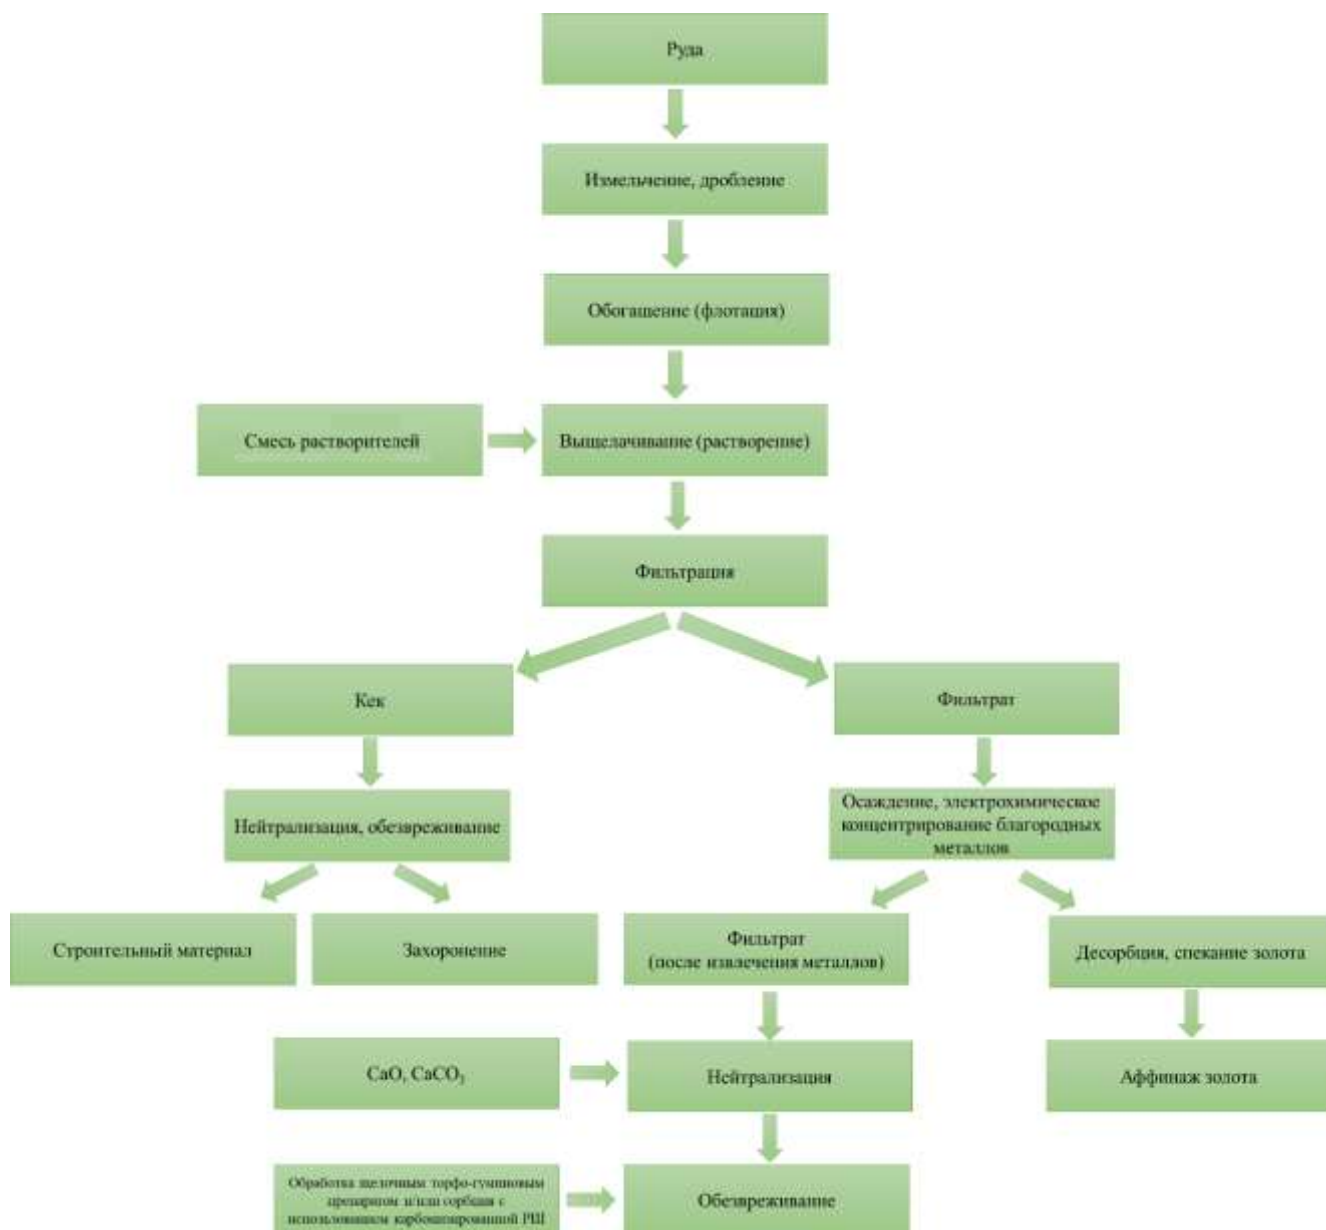 Руда
Измельчение, дробление
Обогащение (флотация)
Смесь растворителей
Выщелачивание (растворение)
Фильтрация
Кек
Фильтрат
Нейтрализация, обезвреживание
Осаждение, электрохимическое
концентрирование благородных
металлов
Строительный материал
Захоронение
Фильтрат
(после извлечения металлов)
Десорбция, спекание золота
CaO, CaCO₃
Нейтрализация
Аффинаж золота
Обработка щелочным торфо-гуминовым
препаратом и/или сорбция с
использованием карбонизированной РШ
Обезвреживание